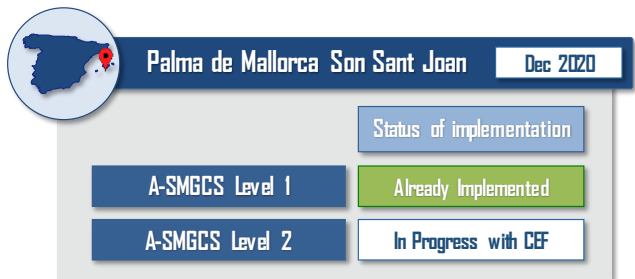 Palma de Mallorca Son Sant Joan Dec 2020
Status of implementation
A-SMGCS Level 1 Already Implemented
A-SMGCS Level 2 In Progress with CEF